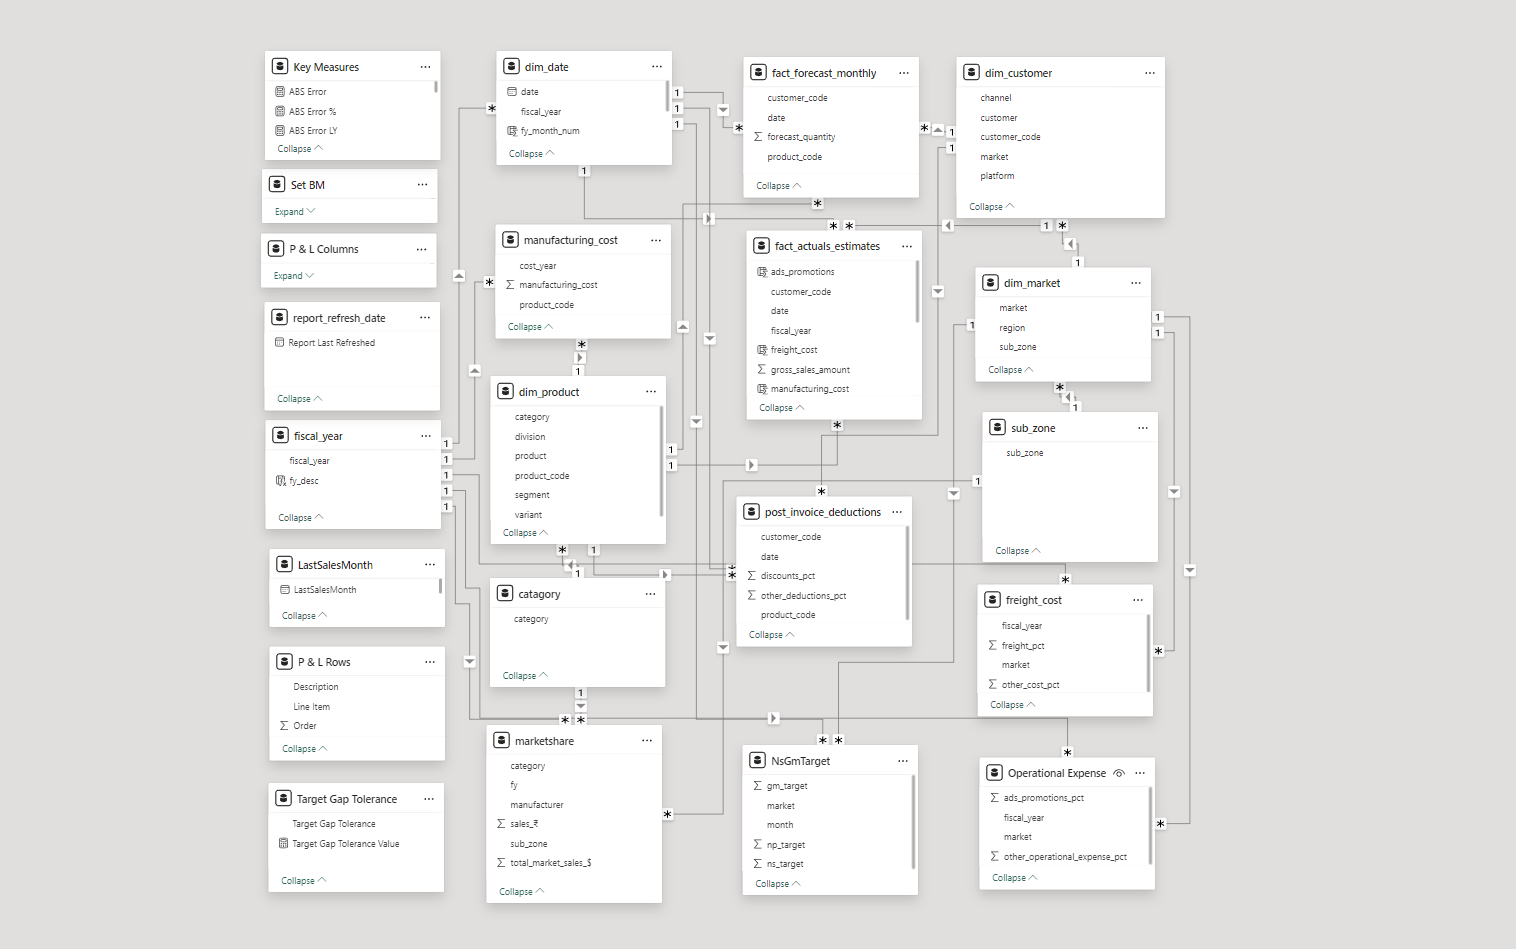 Key Measures
ABS Error
ABS Error %
ABS Error LY
Collapse
Set BM
Expand
P & L Columns
Expand
report_refresh_date
Report Last Refreshed
Collapse
fiscal_year
fiscal_year
fy_desc
Collapse
LastSalesMonth
LastSalesMonth
Collapse
P & L Rows
Description
Line Item
Order
Collapse
Target Gap Tolerance
Target Gap Tolerance
Target Gap Tolerance Value
Collapse
dim_date
date
fiscal_year
fy_month_num
Collapse
manufacturing_cost
cost_year
manufacturing_cost
product_code
Collapse
dim_product
category
division
product
product_code
segment
variant
Collapse
catagory
category
Collapse
marketshare
category
fy
manufacturer
sales_₹
sub_zone
total_market_sales_$
Collapse
fact_forecast_monthly
customer_code
date
forecast_quantity
product_code
Collapse
fact_actuals_estimates
ads_promotions
customer_code
date
fiscal_year
freight_cost
gross_sales_amount
manufacturing_cost
Collapse
post_invoice_deductions
customer_code
date
discounts_pct
other_deductions_pct
product_code
Collapse
NsGmTarget
gm_target
market
month
np_target
ns_target
Collapse
dim_customer
channel
customer
customer_code
market
platform
Collapse
dim_market
market
region
sub_zone
Collapse
sub_zone
sub_zone
Collapse
freight_cost
fiscal_year
freight_pct
market
other_cost_pct
Collapse
Operational Expense
ads_promotions_pct
fiscal_year
market
other_operational_expense_pct
Collapse